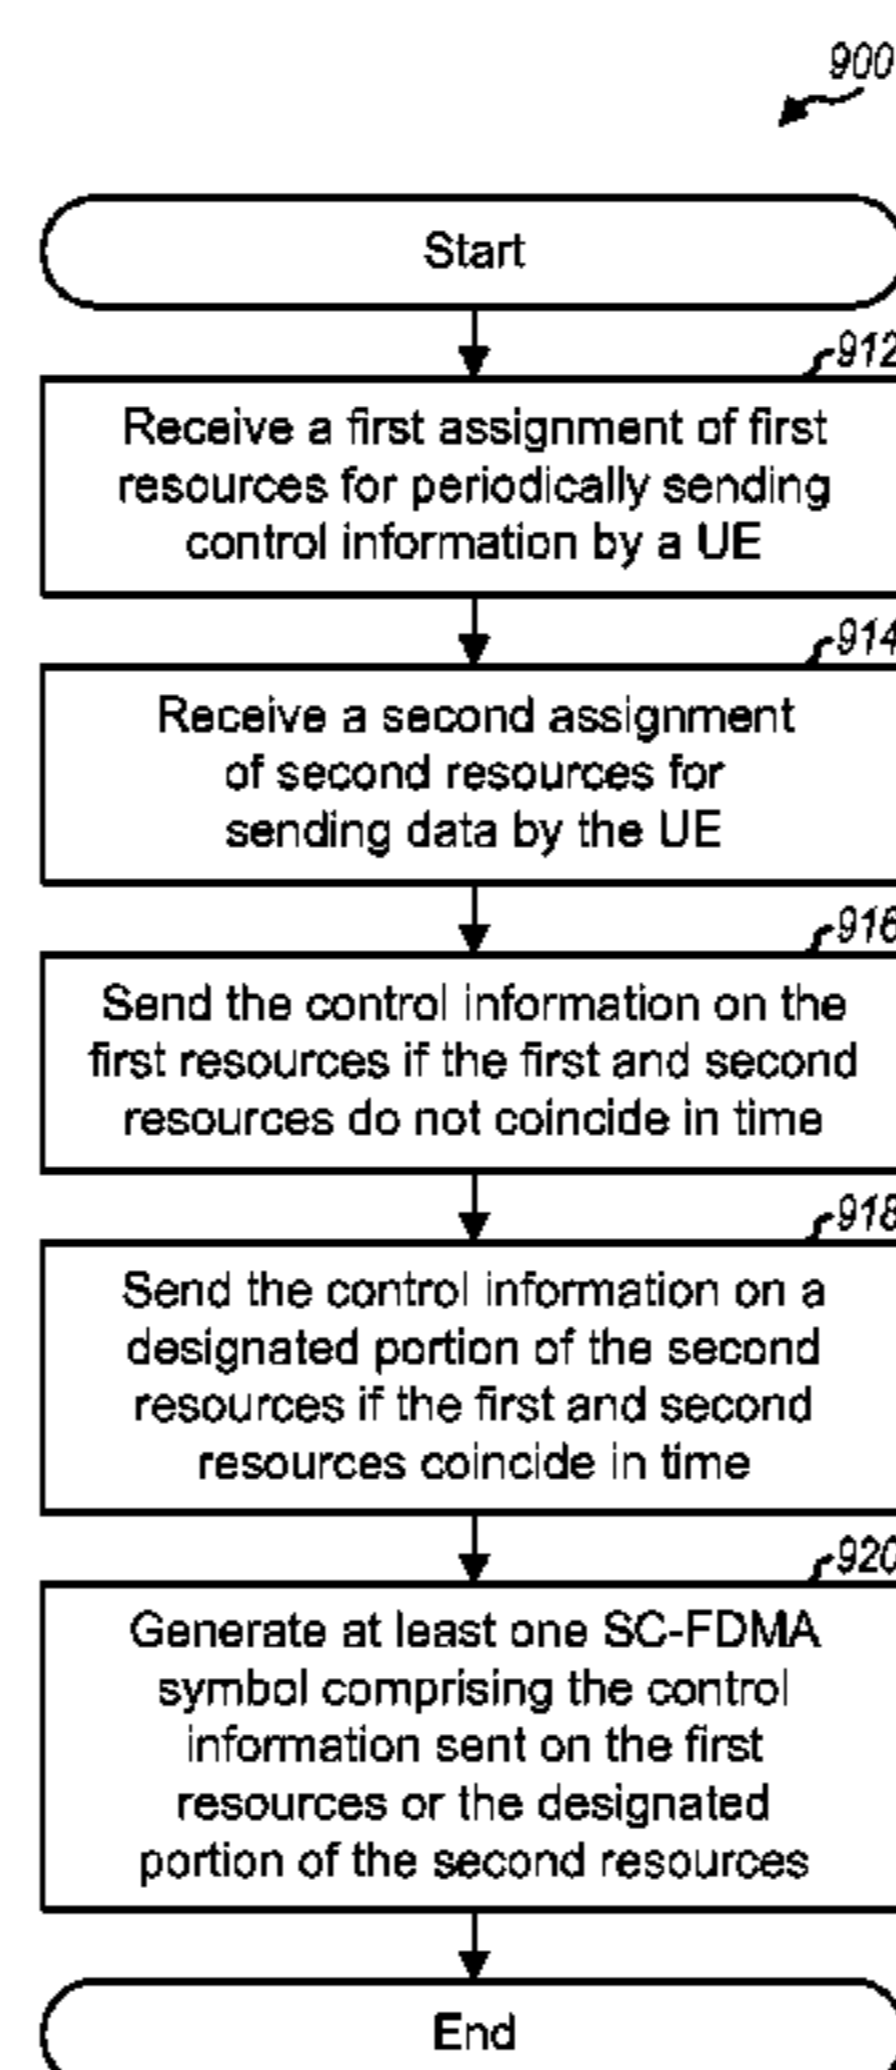 900
Start
912
Receive a first assignment of first
resources for periodically sending
control information by a UE
914
Receive a second assignment
of second resources for
sending data by the UE
916
Send the control information on the
first resources if the first and second
resources do not coincide in time
918
Send the control information on a
designated portion of the second
resources if the first and second
resources coincide in time
920
Generate at least one SC-FDMA
symbol comprising the control
information sent on the first
resources or the designated
portion of the second resources
End